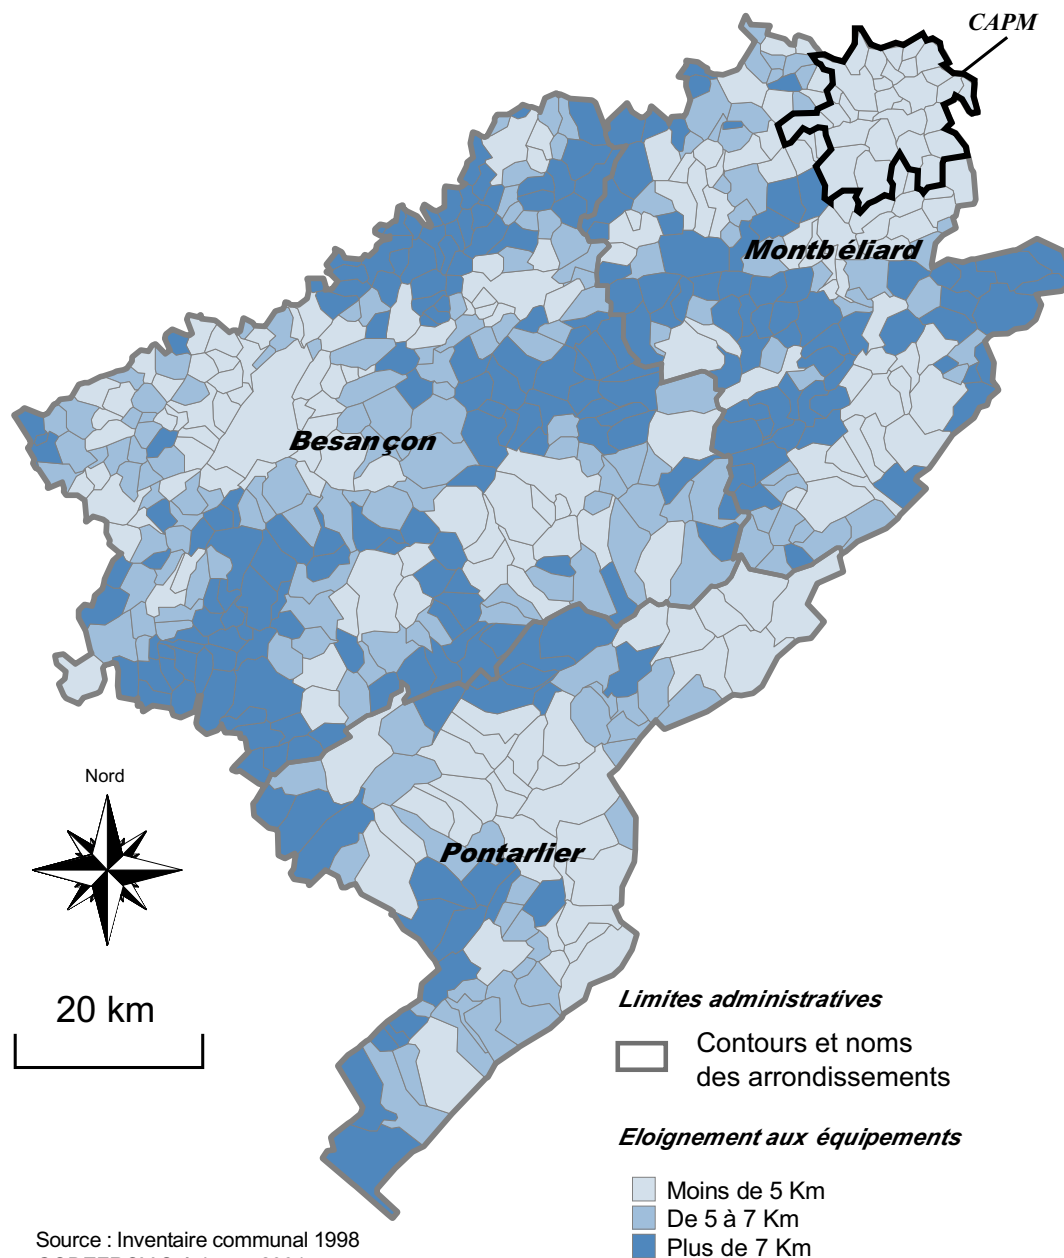 CAPM
Montbéliard
Besançon
Nord
Pontarlier
20 km
Limites administratives
Contours et noms
des arrondissements
Eloignement aux équipements
Moins de 5 Km
De 5 à 7 Km
Plus de 7 Km
Source : Inventaire communal 1998